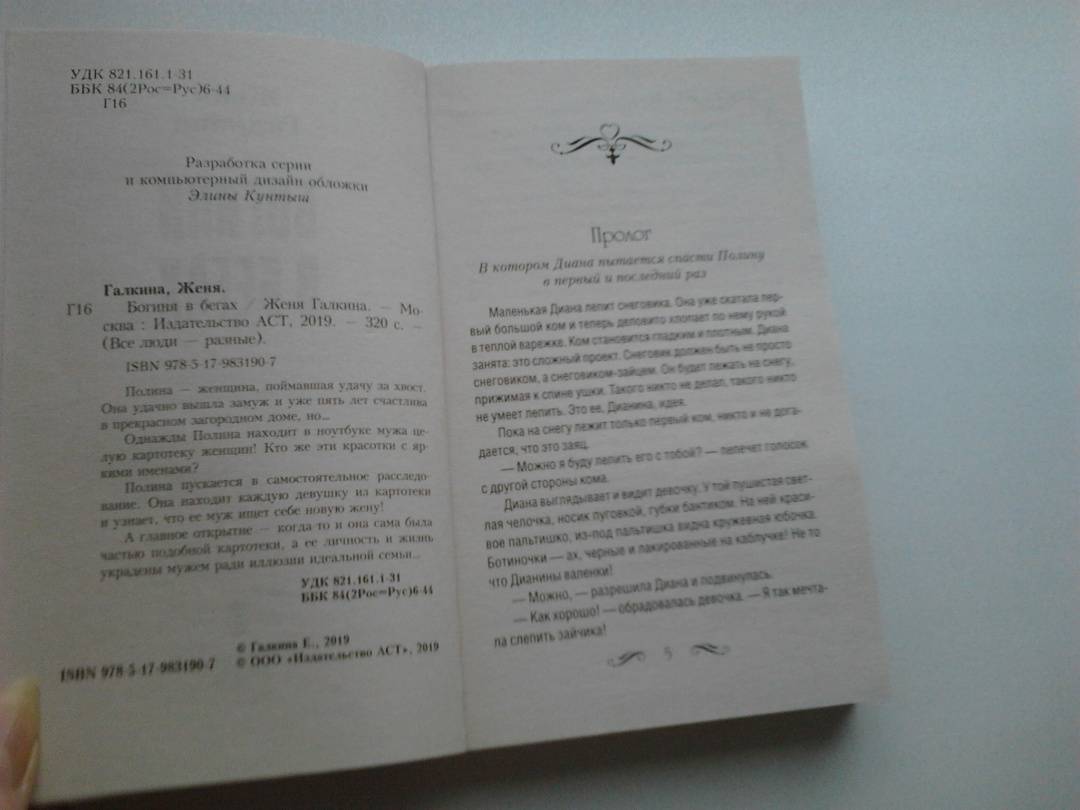 УДК 821.161.1-31
ББК 84(2Рос=Рус)6-44
Г16
Разработка серии
и компьютерный дизайн обложки
Элины Кунтыш
Галкина, Женя.
Г16 Богиня в бегах / Женя Галкина. — Мо-
сква : Издательство АСТ, 2019. — 320 с. —
(Все люди — разные).
ISBN 978-5-17-983190-7
Полина — женщина, поймавшая удачу за хвост.
Она удачно вышла замуж и уже пять лет счастлива
в прекрасном загородном доме, но...
Однажды Полина находит в ноутбуке мужа це-
лую картотеку женщин! Кто же эти красотки с яр-
кими именами?
Полина пускается в самостоятельное расследо-
вание. Она находит каждую девушку из картотеки
и узнает, что ее муж ищет себе новую жену!
А главное открытие — когда-то и она сама была
частью подобной картотеки, а ее личность и жизнь
украдены мужем ради иллюзии идеальной семьи...
УДК 821.161.1-31
ББК 84(2Рос=Рус)6-44
© Галкина Е., 2019
ISBN 978-5-17-983190-7 © ООО «Издательство АСТ», 2019
Пролог
В котором Диана пытается спасти Полину
в первый и последний раз
Маленькая Диана лепит снеговика. Она уже скатала пер-
вый большой ком и теперь деловито хлопает по нему рукой
в теплой варежке. Ком становится гладким и плотным. Диана
занята: это сложный проект. Снеговик должен быть не просто
снеговиком, а снеговиком-зайцем. Он будет лежать на снегу,
прижимая к спине ушки. Такого никто не делал, такого никто
не умеет лепить. Это ее, Дианина, идея.
Пока на снегу лежит только первый ком, никто и не дога-
дается, что это заяц.
— Можно я буду лепить его с тобой? — лепечет голосок
с другой стороны кома.
Диана выглядывает и видит девочку. У той пушистая свет-
лая челочка, носик пуговкой, губки бантиком. На ней краси-
вое пальтишко, из-под пальтишка видна кружевная юбочка.
Ботиночки — ах, черные и лакированные на каблучке! Не то
что Дианины валенки!
— Можно, — разрешила Диана и подвинулась.
— Как хорошо! — обрадовалась девочка. — Я так мечта-
ла слепить зайчика!
5